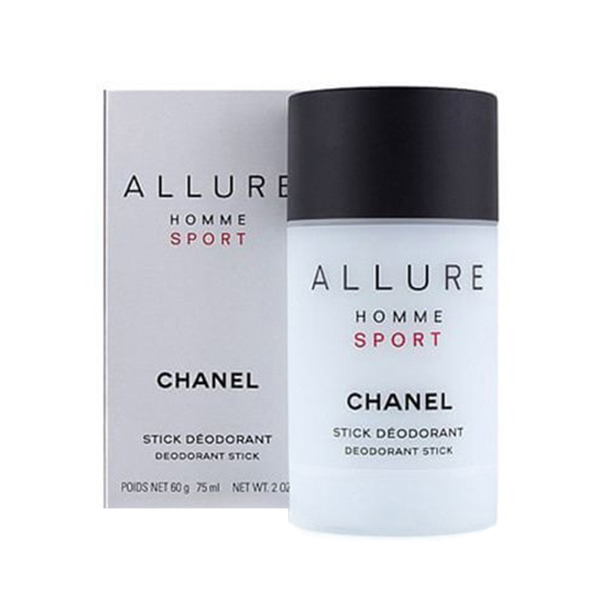 ALLURE
HOMME
SPORT
CHANEL
STICK DÉODORANT
DEODORANT STICK
POIDS NET 60 g 75 ml NET WT. 2 OZ
ALLURE
HOMME
SPORT
CHANEL
STICK DÉODORANT
DEODORANT STICK